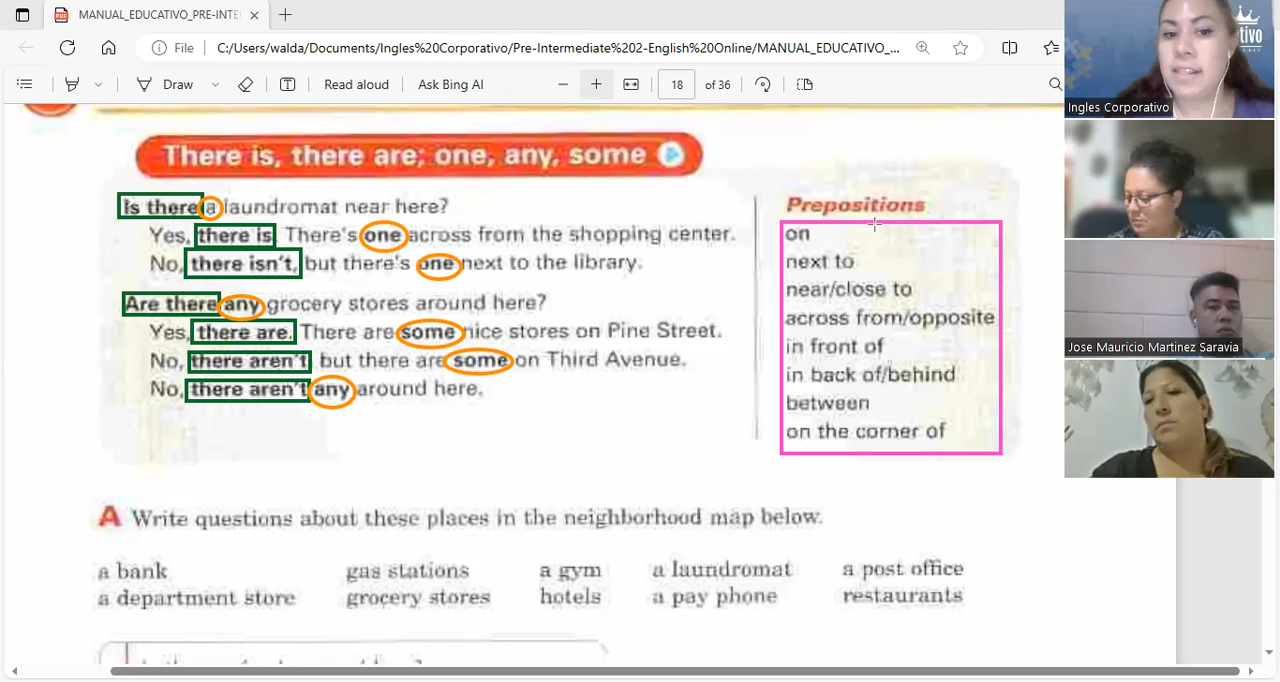 MANUAL_EDUCATIVO_PRE-INTE
File
C:/Users/walda/Documents/Ingles%20Corporativo/Pre-Intermediate%202-English%20Online/MANUAL_EDUCATIVO_...
Draw
Read aloud
Ask Bing AI
18 of 36
tivo
Ingles Corporativo
Jose Mauricio Martinez Saravia
There is, there are; one, any, some
Is there a laundromat near here?
Yes, there is. There's one across from the shopping center.
No, there isn't, but there's one next to the library.
Are there any grocery stores around here?
Yes, there are. There are some nice stores on Pine Street.
No, there aren't, but there are some on Third Avenue.
No, there aren't any around here.
Prepositions
on
next to
near/close to
across from/opposite
in front of
in back of/behind
between
on the corner of
A Write questions about these places in the neighborhood map below.
a bank gas stations a gym a laundromat a post office
a department store grocery stores hotels a pay phone restaurants